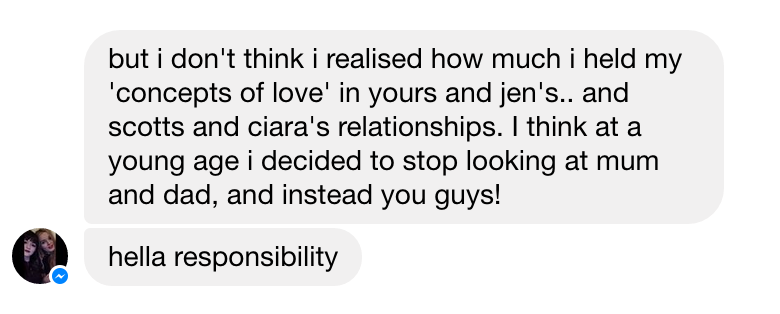 but i don't think i realised how much i held my
'concepts of love' in yours and jen's.. and
scotts and ciara's relationships. I think at a
young age i decided to stop looking at mum
and dad, and instead you guys!
hella responsibility